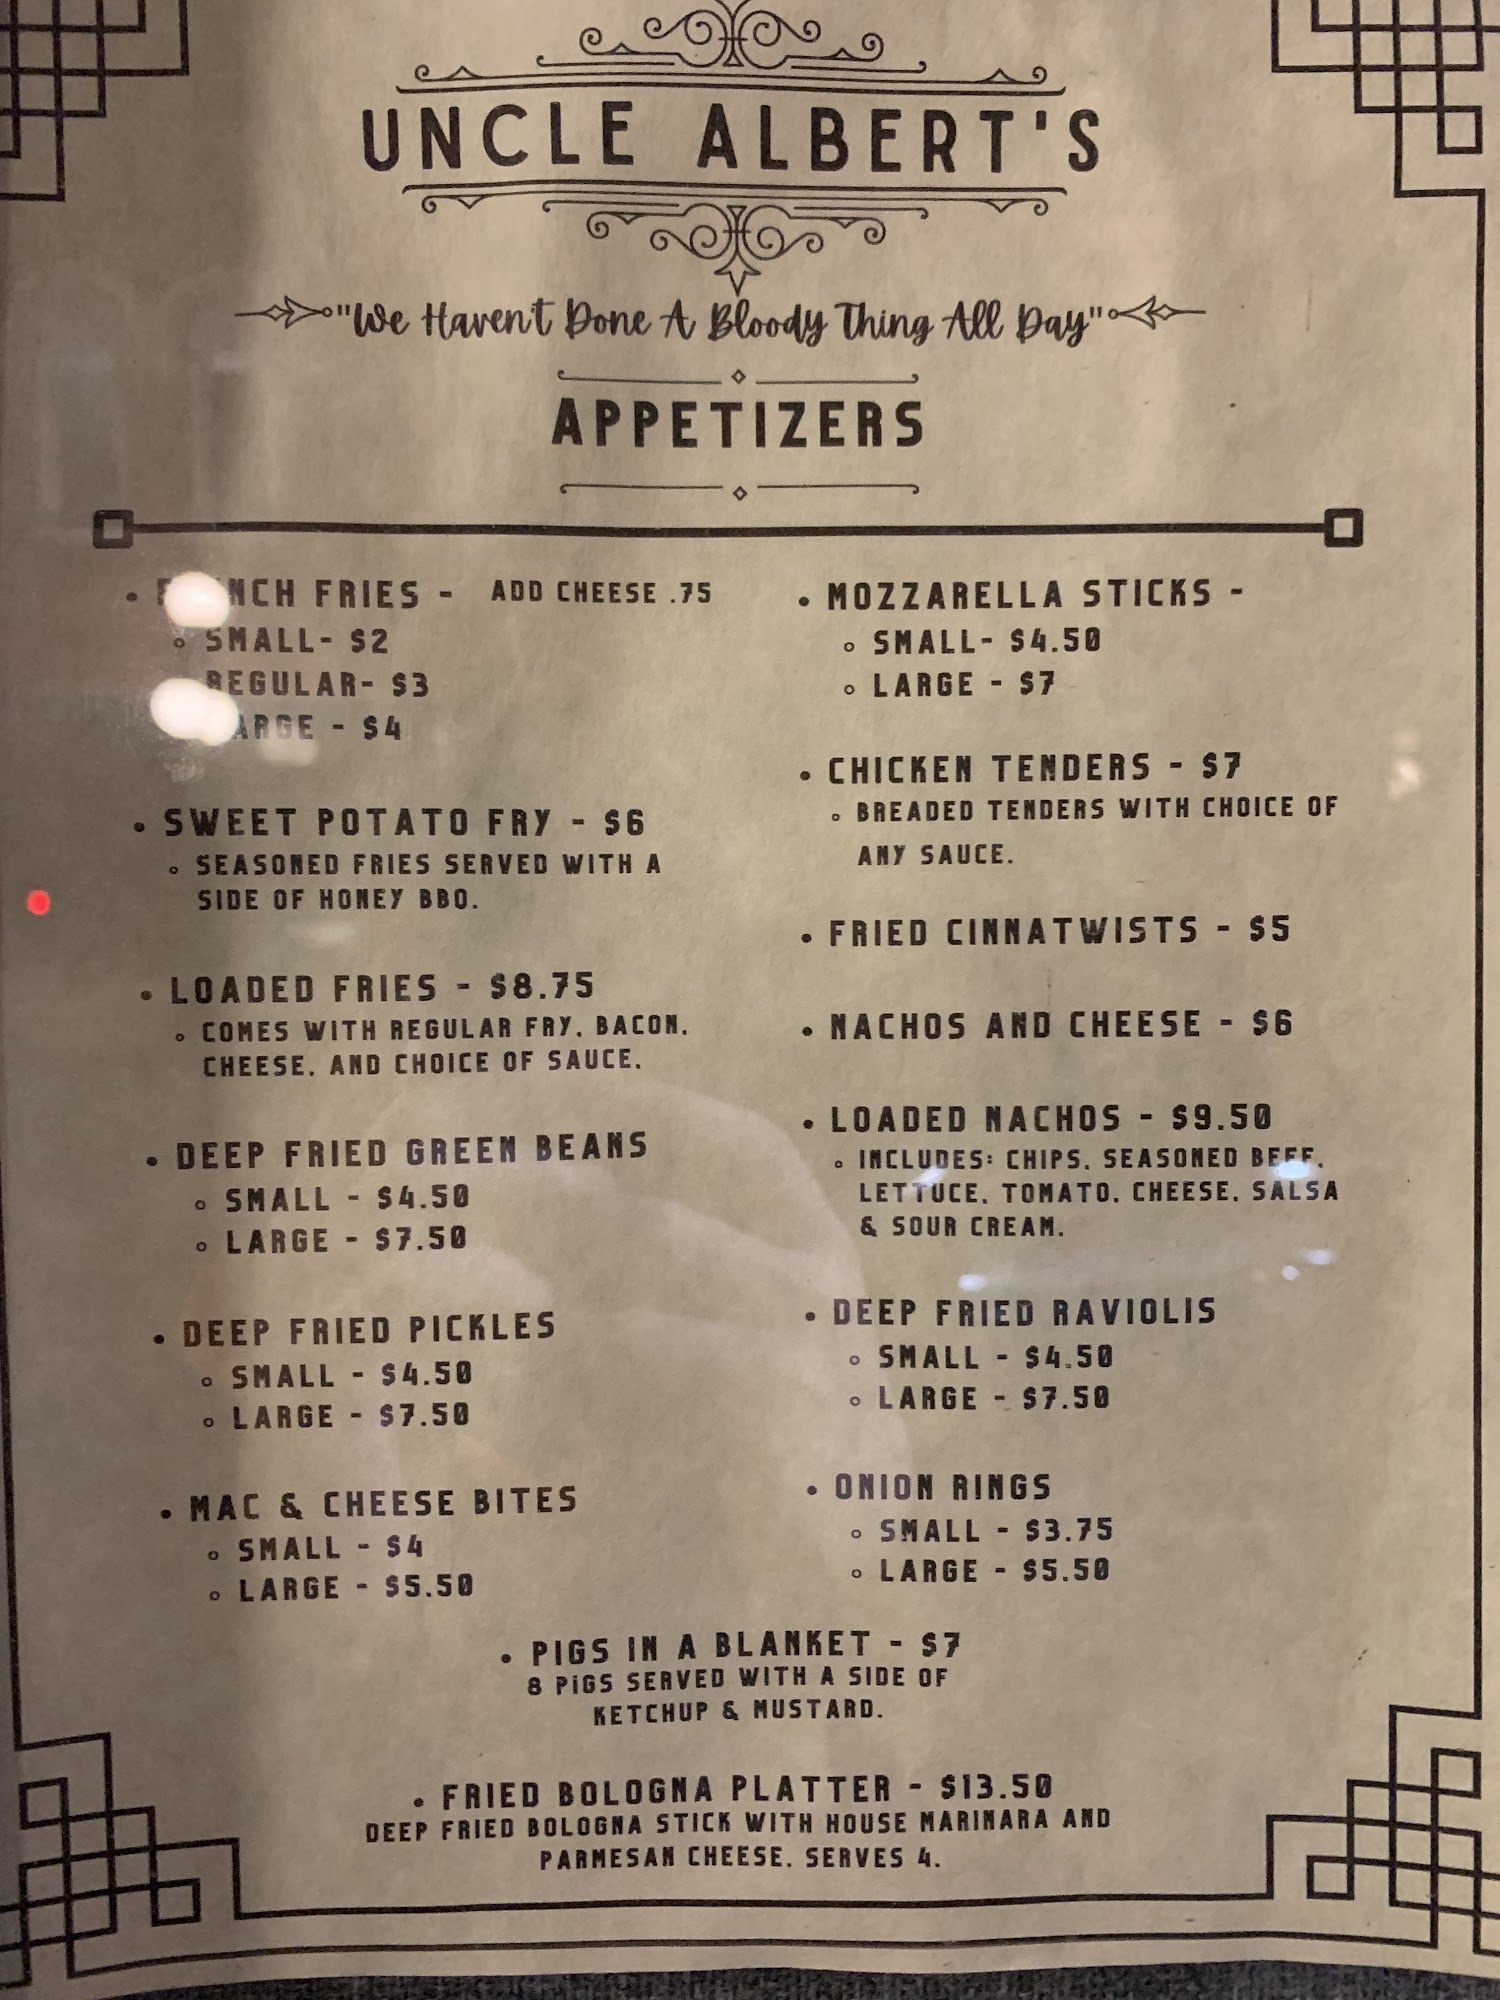 UNCLE ALBERT'S
"We Haven't Done A Bloody Thing All Day"
APPETIZERS
• FRENCH FRIES - ADD CHEESE .75
◦ SMALL- $2
REGULAR- $3
LARGE - $4
• SWEET POTATO FRY - $6
◦ SEASONED FRIES SERVED WITH A
SIDE OF HONEY BBQ.
• LOADED FRIES - $8.75
◦ COMES WITH REGULAR FRY, BACON,
CHEESE, AND CHOICE OF SAUCE.
• DEEP FRIED GREEN BEANS
◦ SMALL - $4.50
◦ LARGE - $7.50
• DEEP FRIED PICKLES
◦ SMALL - $4.50
◦ LARGE - $7.50
• MAC & CHEESE BITES
◦ SMALL - $4
◦ LARGE - $5.50
• MOZZARELLA STICKS -
◦ SMALL- $4.50
◦ LARGE - $7
• CHICKEN TENDERS - $7
◦ BREADED TENDERS WITH CHOICE OF
ANY SAUCE.
• FRIED CINNATWISTS - $5
• NACHOS AND CHEESE - $6
• LOADED NACHOS - $9.50
◦ INCLUDES: CHIPS, SEASONED BEEF,
LETTUCE, TOMATO, CHEESE, SALSA
& SOUR CREAM.
• DEEP FRIED RAVIOLIS
◦ SMALL - $4.50
◦ LARGE - $7.50
• ONION RINGS
◦ SMALL - $3.75
◦ LARGE - $5.50
• PIGS IN A BLANKET - $7
8 PiGS SERVED WITH A SIDE OF
KETCHUP & MUSTARD.
• FRIED BOLOGNA PLATTER - $13.50
DEEP FRIED BOLOGNA STICK WITH HOUSE MARINARA AND
PARMESAN CHEESE. SERVES 4.